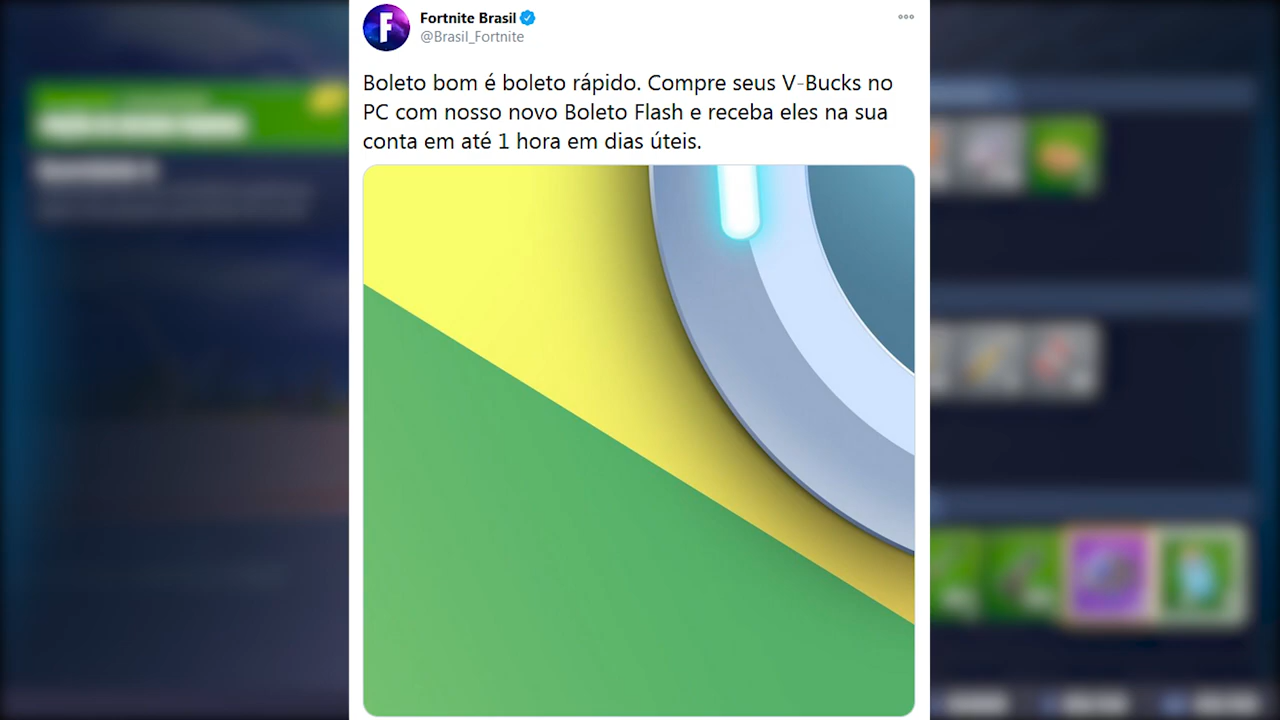 Fortnite Brasil
@Brasil_Fortnite
Boleto bom é boleto rápido. Compre seus V-Bucks no
PC com nosso novo Boleto Flash e receba eles na sua
conta em até 1 hora em dias úteis.